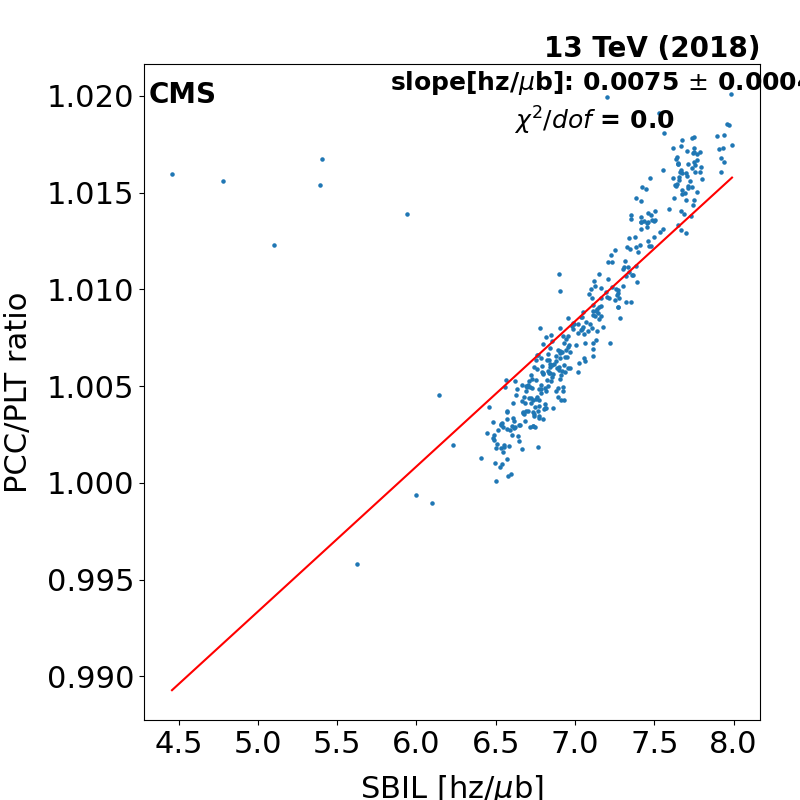 13 TeV (2018)
CMS
slope[hz/μb]: 0.0075 ± 0.0004
χ²/dof = 0.0
1.020
1.015
1.010
1.005
1.000
0.995
0.990
PCC/PLT ratio
4.5 5.0 5.5 6.0 6.5 7.0 7.5 8.0
SBIL [hz/μb]